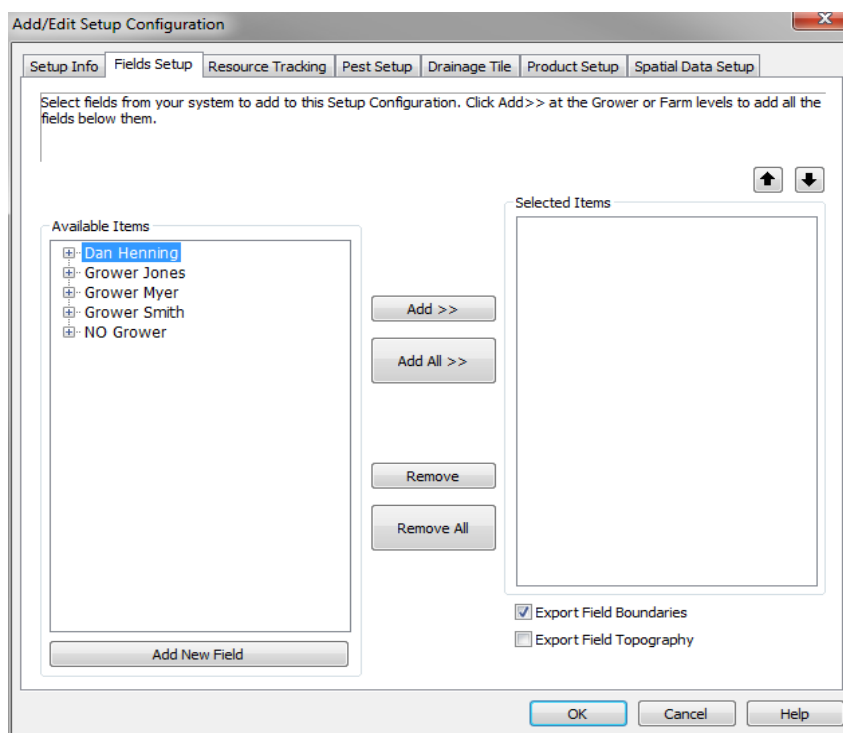 Add/Edit Setup Configuration
Setup Info Fields Setup Resource Tracking Pest Setup Drainage Tile Product Setup Spatial Data Setup
Select fields from your system to add to this Setup Configuration. Click Add>> at the Grower or Farm levels to add all the
fields below them.
Selected Items
Available Items
Dan Henning
Grower Jones
Grower Myer
Grower Smith
NO Grower
Add >>
Add All >>
Remove
Remove All
Export Field Boundaries
Export Field Topography
Add New Field
OK Cancel Help